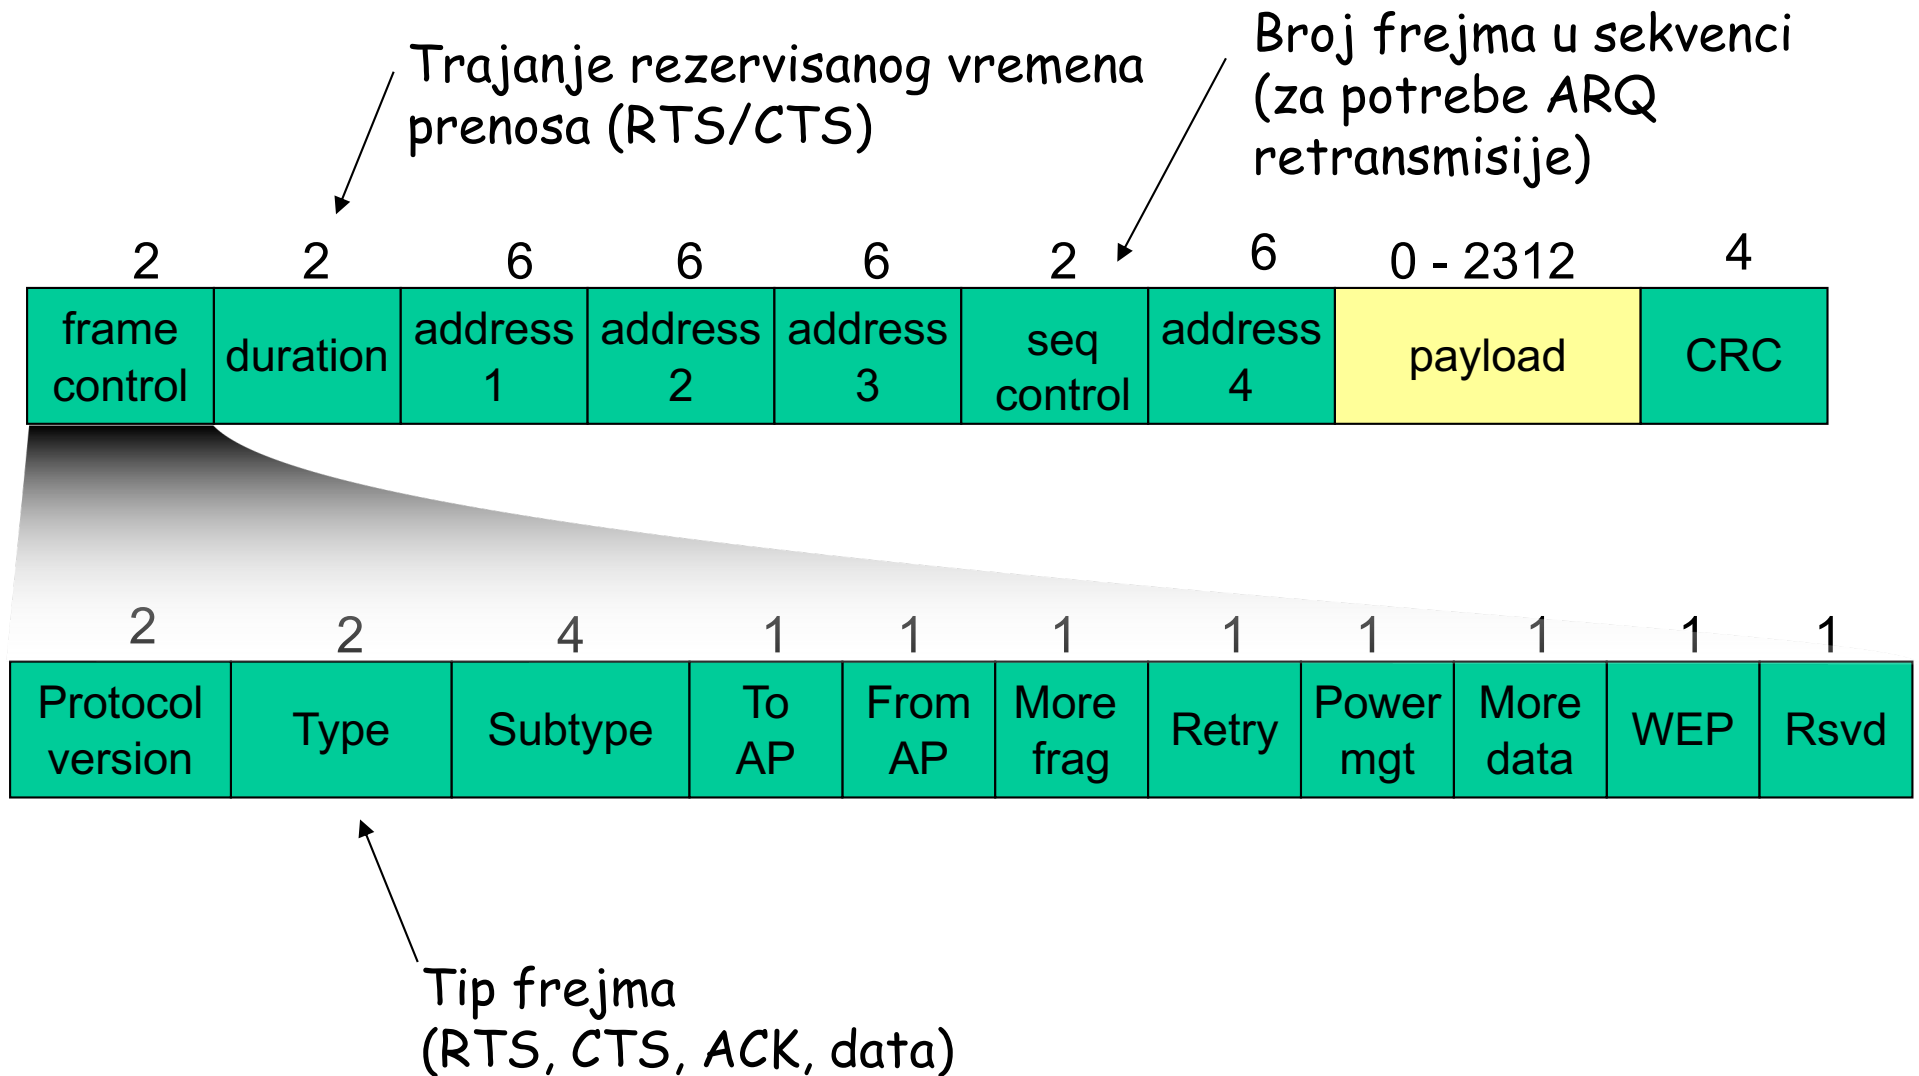 Trajanje rezervisanog vremena
prenosa (RTS/CTS)
Broj frejma u sekvenci
(za potrebe ARQ
retransmisije)
2 2 6 6 6 2 6 0 - 2312 4
frame
control
duration
address
1
address
2
address
3
seq
control
address
4
payload
CRC
2 2 4 1 1 1 1 1 1 1 1
Protocol
version
Type
Subtype
To
AP
From
AP
More
frag
Retry
Power
mgt
More
data
WEP
Rsvd
Tip frejma
(RTS, CTS, ACK, data)